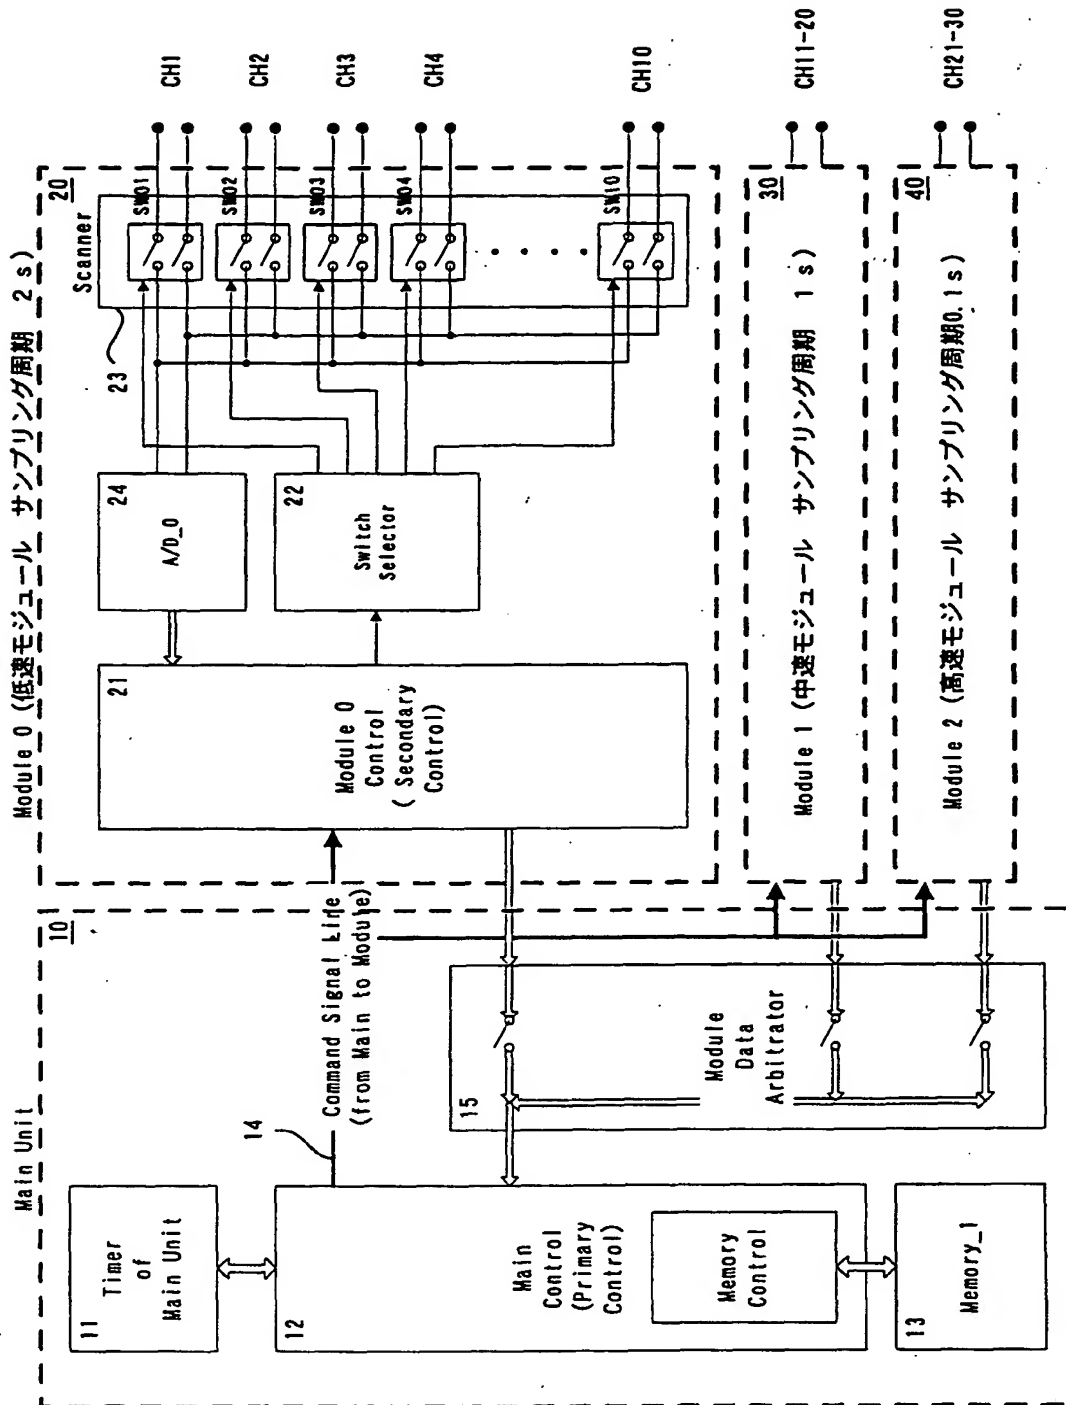 Main Unit
10
11
Timer
of
Main Unit
12
Main
Control
(Primary
Control)
Memory
Control
13
Memory_1
14
Command Signal Line
(from Main to Module)
15
Module
Data
Arbitrator
Module 0 (低速モジュール サンプリング周期 2 s)
20
21
Module 0
Control
( Secondary
Control)
24
A/D_0
22
Switch
Selector
23
Scanner
SW01
SW02
SW03
SW04
SW10
CH1
CH2
CH3
CH4
CH10
30
Module 1 (中速モジュール サンプリング周期 1 s)
CH11-20
40
Module 2 (高速モジュール サンプリング周期0.1s)
CH21-30